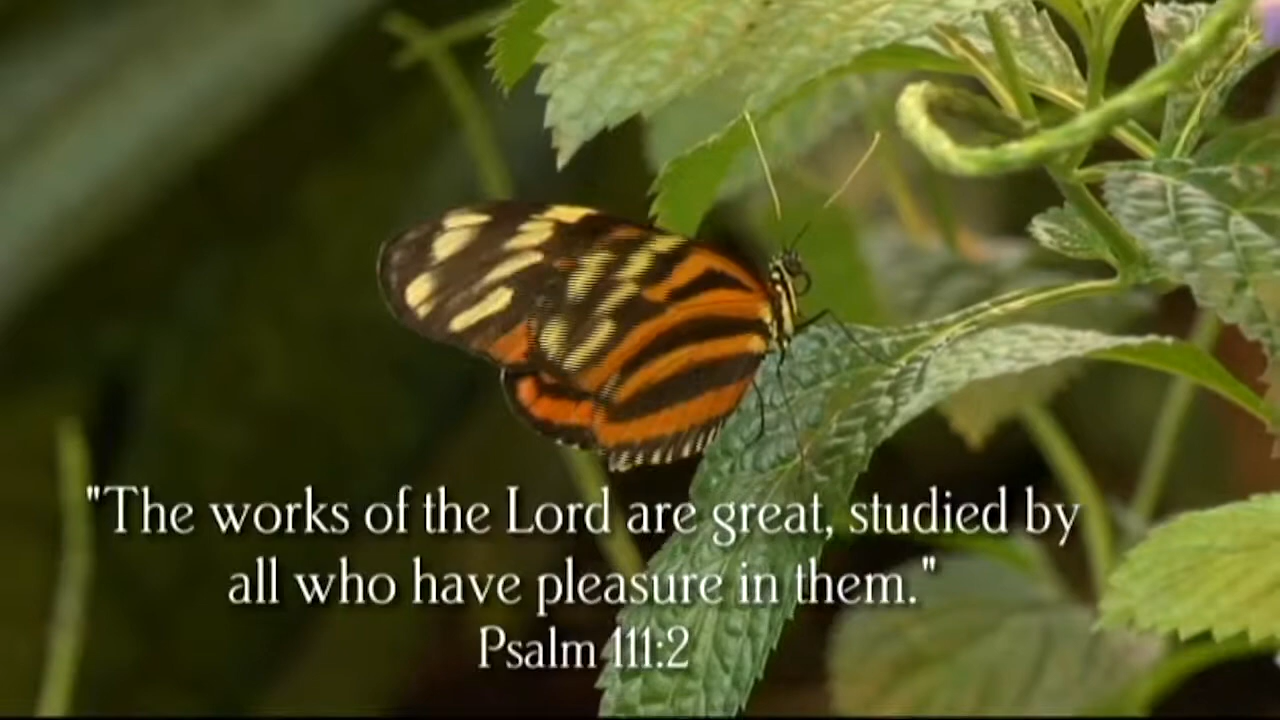 "The works of the Lord are great, studied by
all who have pleasure in them."
Psalm 111:2